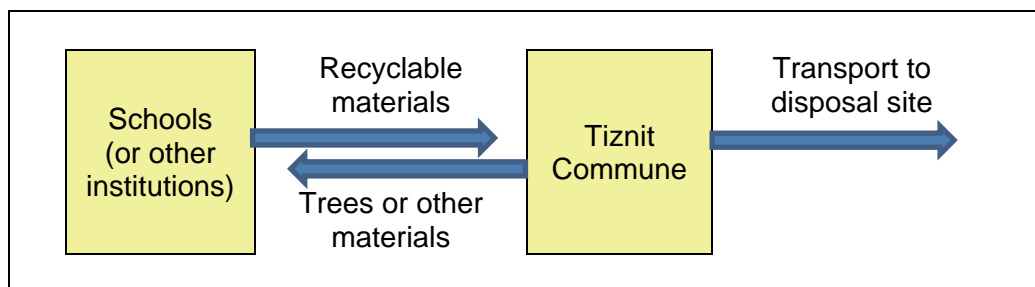 Schools
(or other
institutions)
Recyclable
materials
Trees or other
materials
Tiznit
Commune
Transport to
disposal site